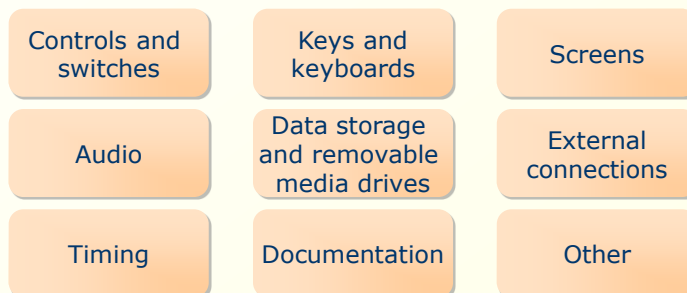 Controls and
switches
Keys and
keyboards
Screens
Audio
Data storage
and removable
media drives
External
connections
Timing
Documentation
Other